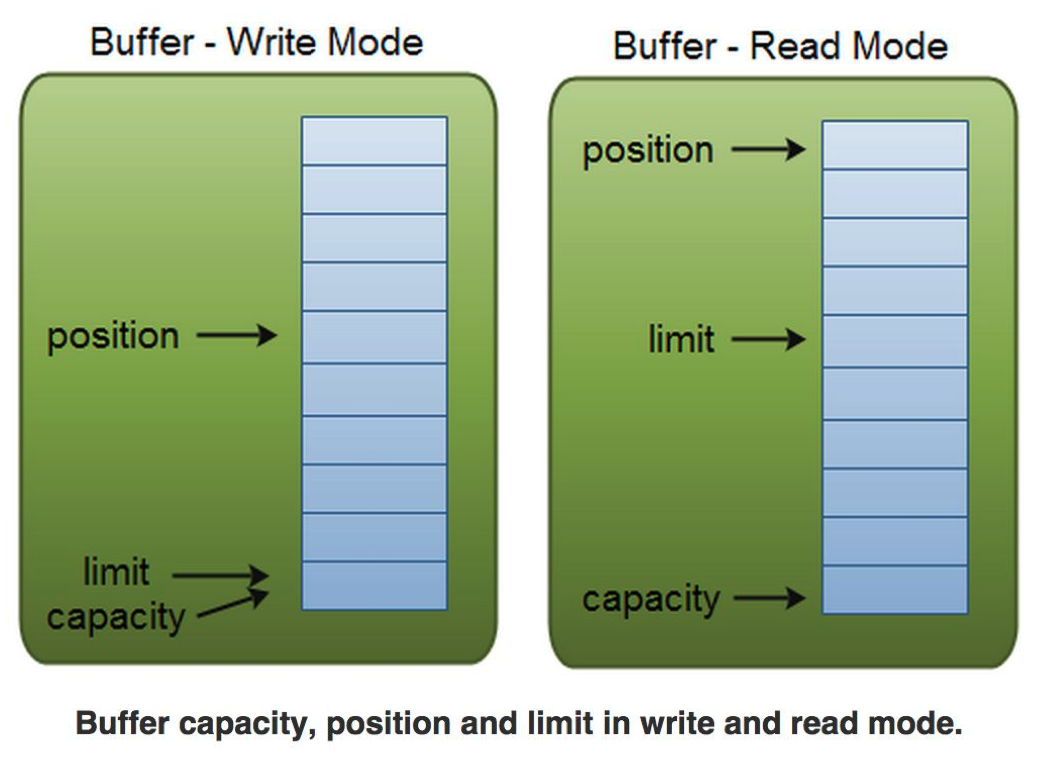 Buffer - Write Mode
position
limit
capacity
Buffer - Read Mode
position
limit
capacity
Buffer capacity, position and limit in write and read mode.